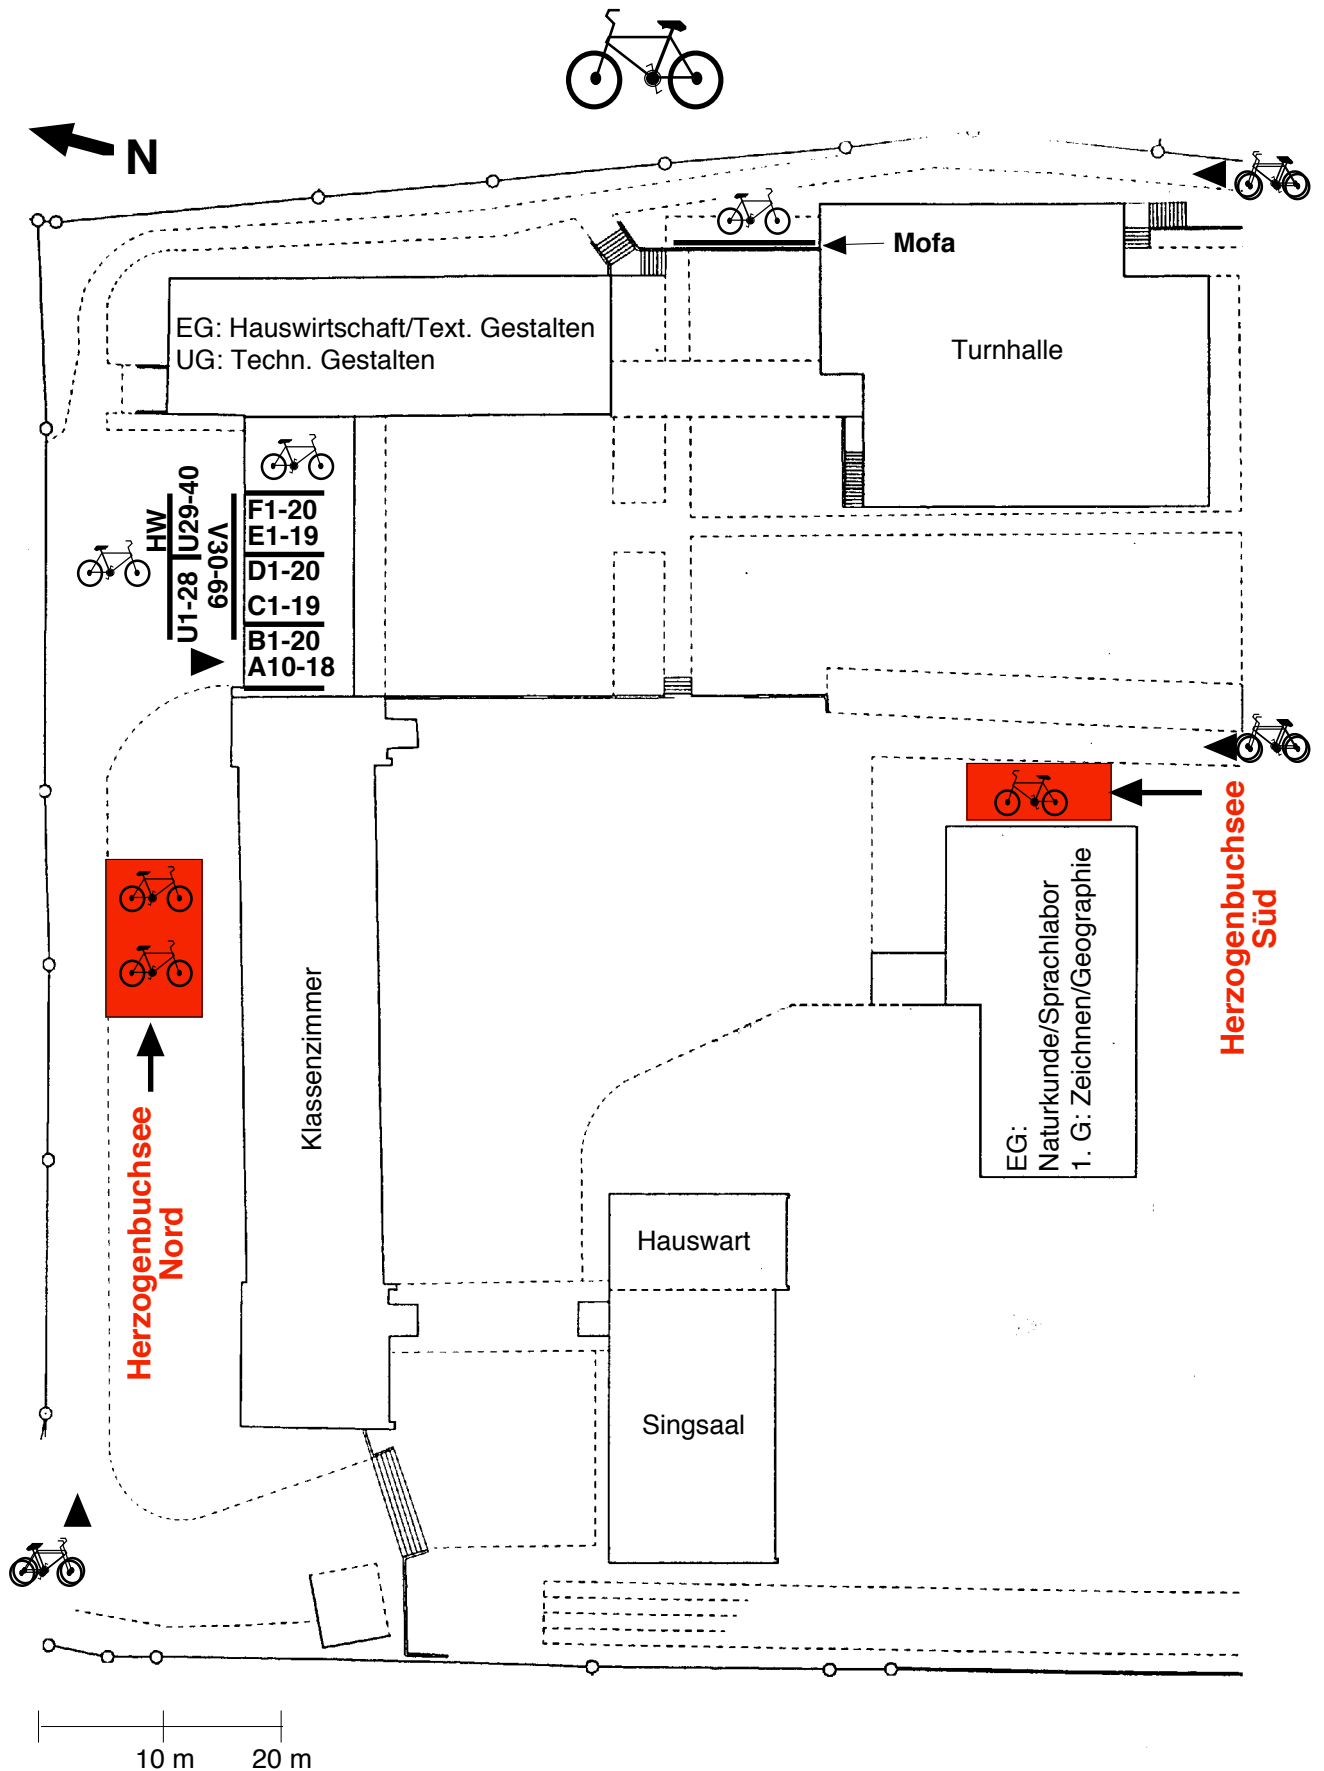 N
Mofa
EG: Hauswirtschaft/Text. Gestalten
UG: Techn. Gestalten
Turnhalle
HW
U29-40
U1-28
V30-69
F1-20
E1-19
D1-20
C1-19
B1-20
A10-18
Herzogenbuchsee
Süd
EG:
Naturkunde/Sprachlabor
1. G: Zeichnen/Geographie
Klassenzimmer
Herzogenbuchsee
Nord
Hauswart
Singsaal
10 m
20 m